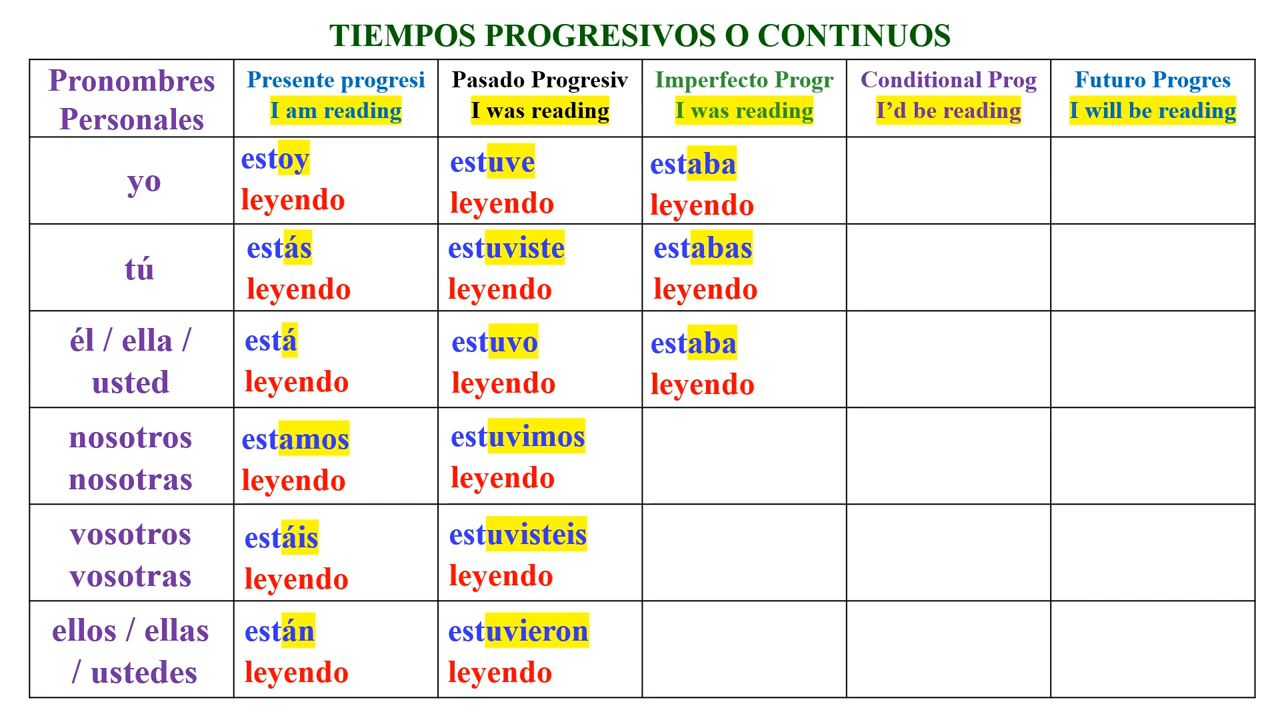 TIEMPOS PROGRESIVOS O CONTINUOS
Pronombres
Personales
Presente progresi
I am reading
Pasado Progresiv
I was reading
Imperfecto Progr
I was reading
Conditional Prog
I'd be reading
Futuro Progres
I will be reading
yo
estoy
leyendo
estuve
leyendo
estaba
leyendo
tú
estás
leyendo
estuviste
leyendo
estabas
leyendo
él / ella /
usted
está
leyendo
estuvo
leyendo
estaba
leyendo
nosotros
nosotras
estamos
leyendo
estuvimos
leyendo
vosotros
vosotras
estáis
leyendo
estuvisteis
leyendo
ellos / ellas
/ ustedes
están
leyendo
estuvieron
leyendo